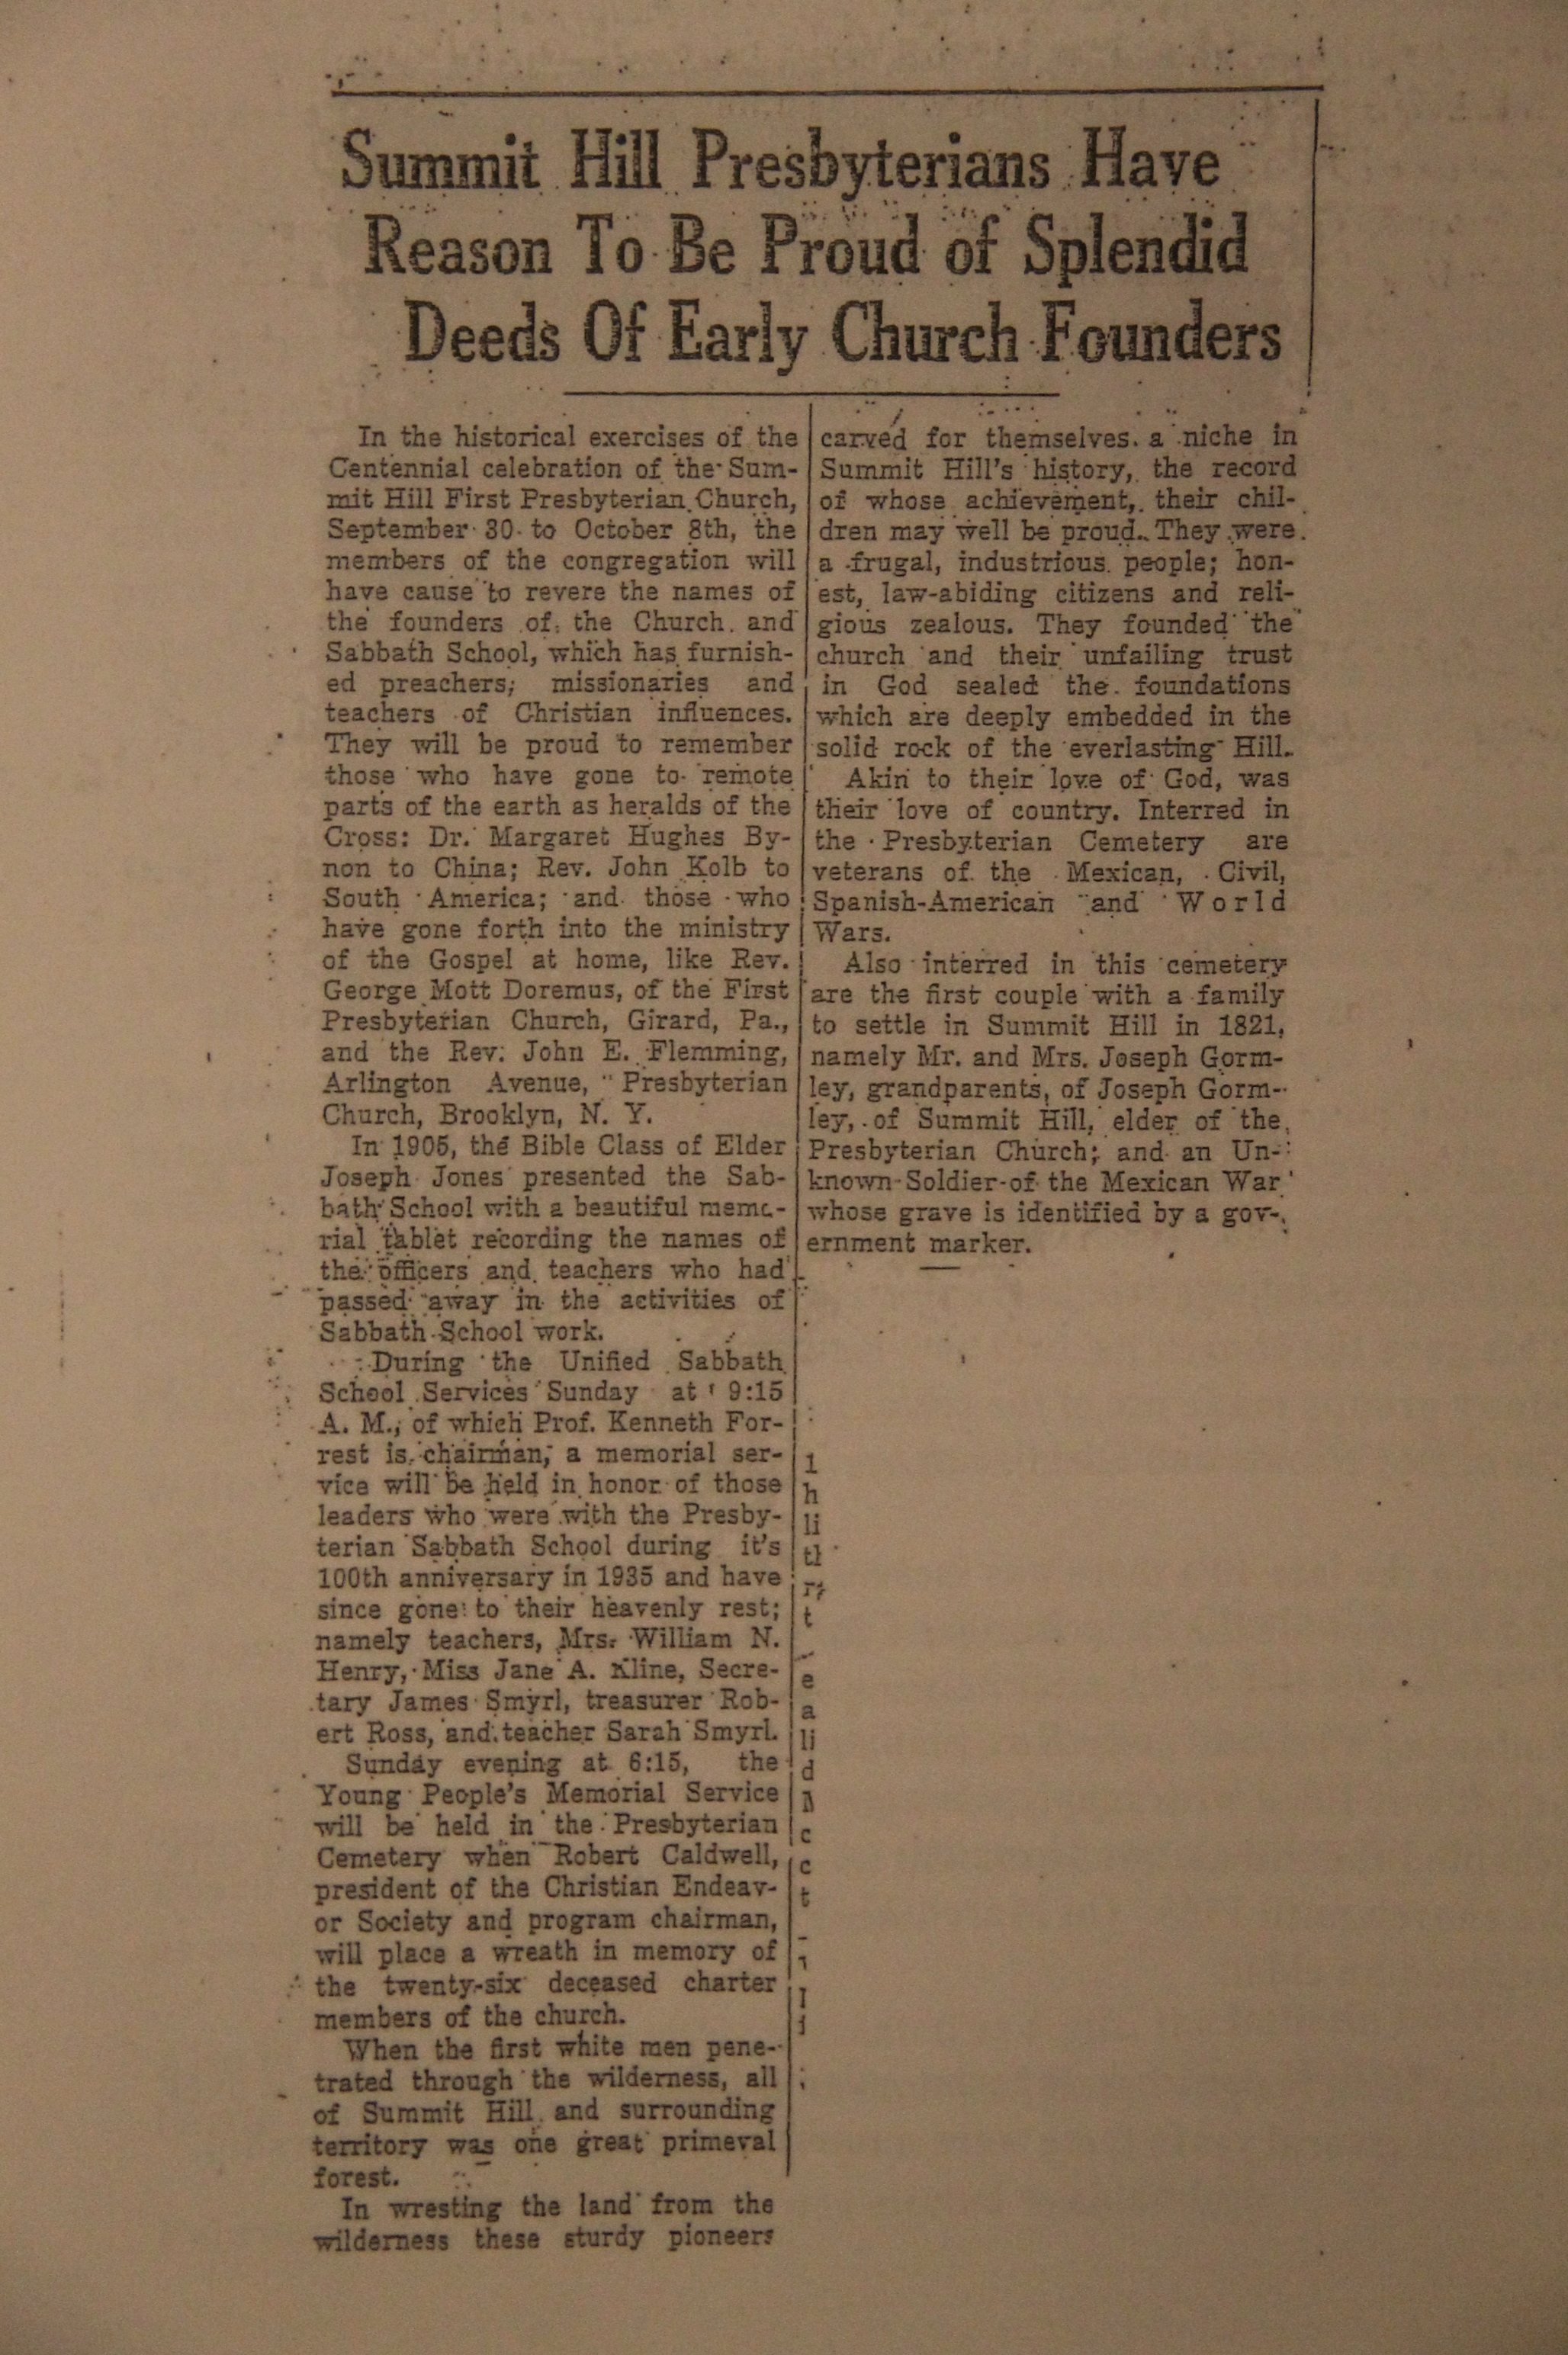 Summit Hill Presbyterians Have
Reason To Be Proud of Splendid
Deeds Of Early Church Founders
In the historical exercises of the
Centennial celebration of the Sum-
mit Hill First Presbyterian Church,
September 30 to October 8th, the
members of the congregation will
have cause to revere the names of
the founders of the Church and
Sabbath School, which has furnish-
ed preachers; missionaries and
teachers of Christian influences.
They will be proud to remember
those who have gone to remote
parts of the earth as heralds of the
Cross: Dr. Margaret Hughes By-
non to China; Rev. John Kolb to
South America; and those who
have gone forth into the ministry
of the Gospel at home, like Rev.
George Mott Doremus, of the First
Presbyterian Church, Girard, Pa.,
and the Rev. John E. Flemming,
Arlington Avenue, Presbyterian
Church, Brooklyn, N. Y.
In 1905, the Bible Class of Elder
Joseph Jones presented the Sab-
bath School with a beautiful memo-
rial tablet recording the names of
the officers and teachers who had
passed away in the activities of
Sabbath School work.
During the Unified Sabbath
School Services Sunday at 9:15
A. M., of which Prof. Kenneth For-
rest is chairman, a memorial ser-
vice will be held in honor of those
leaders who were with the Presby-
terian Sabbath School during it's
100th anniversary in 1935 and have
since gone to their heavenly rest;
namely teachers, Mrs. William N.
Henry, Miss Jane A. Kline, Secre-
tary James Smyrl, treasurer Rob-
ert Ross, and teacher Sarah Smyrl.
Sunday evening at 6:15, the
Young People's Memorial Service
will be held in the Presbyterian
Cemetery when Robert Caldwell,
president of the Christian Endeav-
or Society and program chairman,
will place a wreath in memory of
the twenty-six deceased charter
members of the church.
When the first white men pene-
trated through the wilderness, all
of Summit Hill and surrounding
territory was one great primeval
forest.
In wresting the land from the
wilderness these sturdy pioneers
carved for themselves a niche in
Summit Hill's history, the record
of whose achievement, their chil-
dren may well be proud. They were
a frugal, industrious people; hon-
est, law-abiding citizens and reli-
gious zealous. They founded the
church and their unfailing trust
in God sealed the foundations
which are deeply embedded in the
solid rock of the everlasting Hill.
Akin to their love of God, was
their love of country. Interred in
the Presbyterian Cemetery are
veterans of the Mexican, Civil,
Spanish-American and World
Wars.
Also interred in this cemetery
are the first couple with a family
to settle in Summit Hill in 1821,
namely Mr. and Mrs. Joseph Gorm-
ley, grandparents, of Joseph Gorm-
ley, of Summit Hill, elder of the
Presbyterian Church; and an Un-
known Soldier of the Mexican War
whose grave is identified by a gov-
ernment marker.